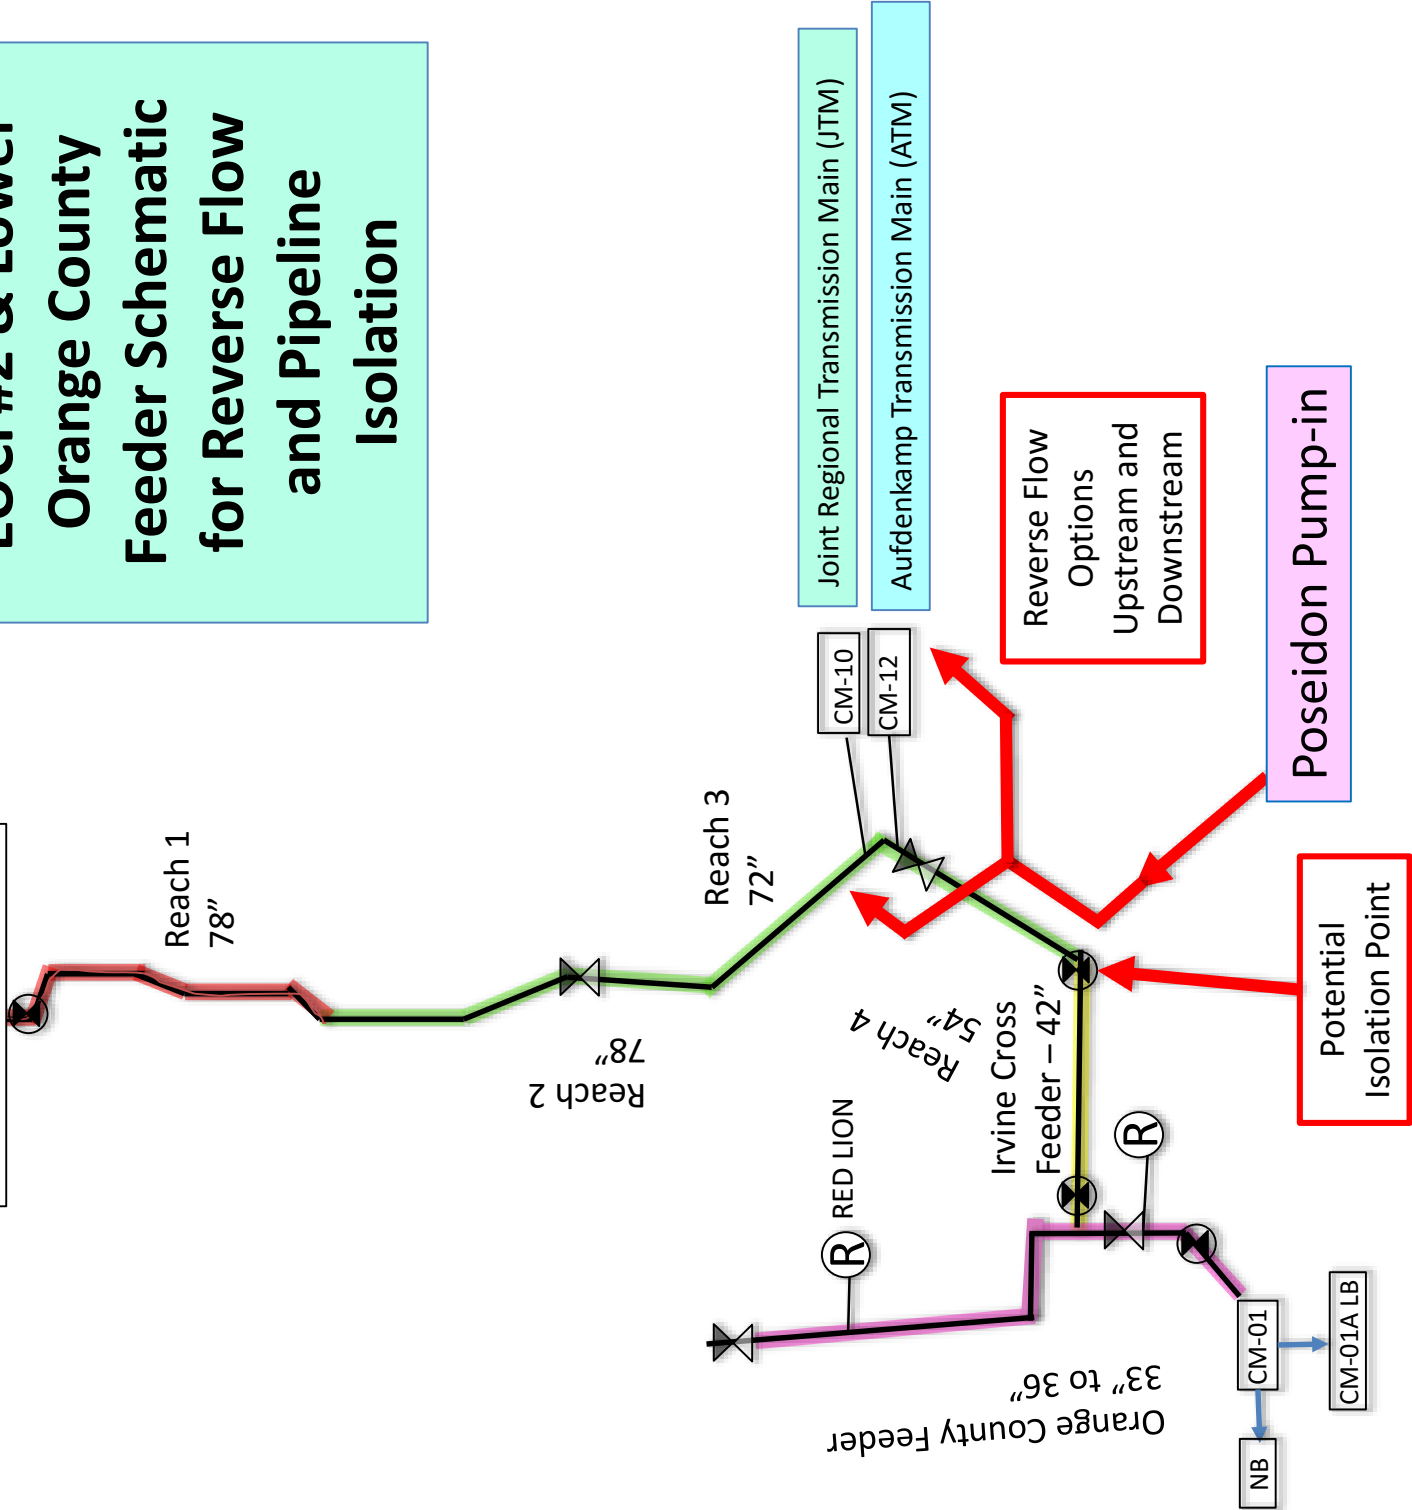 EOCF#2 & Lower
Orange County
Feeder Schematic
for Reverse Flow
and Pipeline
Isolation
Reach 1
78”
Reach 2
78”
Reach 3
72”
Joint Regional Transmission Main (JTM)
Aufdenkamp Transmission Main (ATM)
CM-10
CM-12
Reverse Flow
Options
Upstream and
Downstream
Poseidon Pump-in
Reach 4
54”
Irvine Cross
Feeder – 42”
Potential
Isolation Point
RED LION
R
R
Orange County Feeder
33” to 36”
CM-01
CM-01A LB
NB